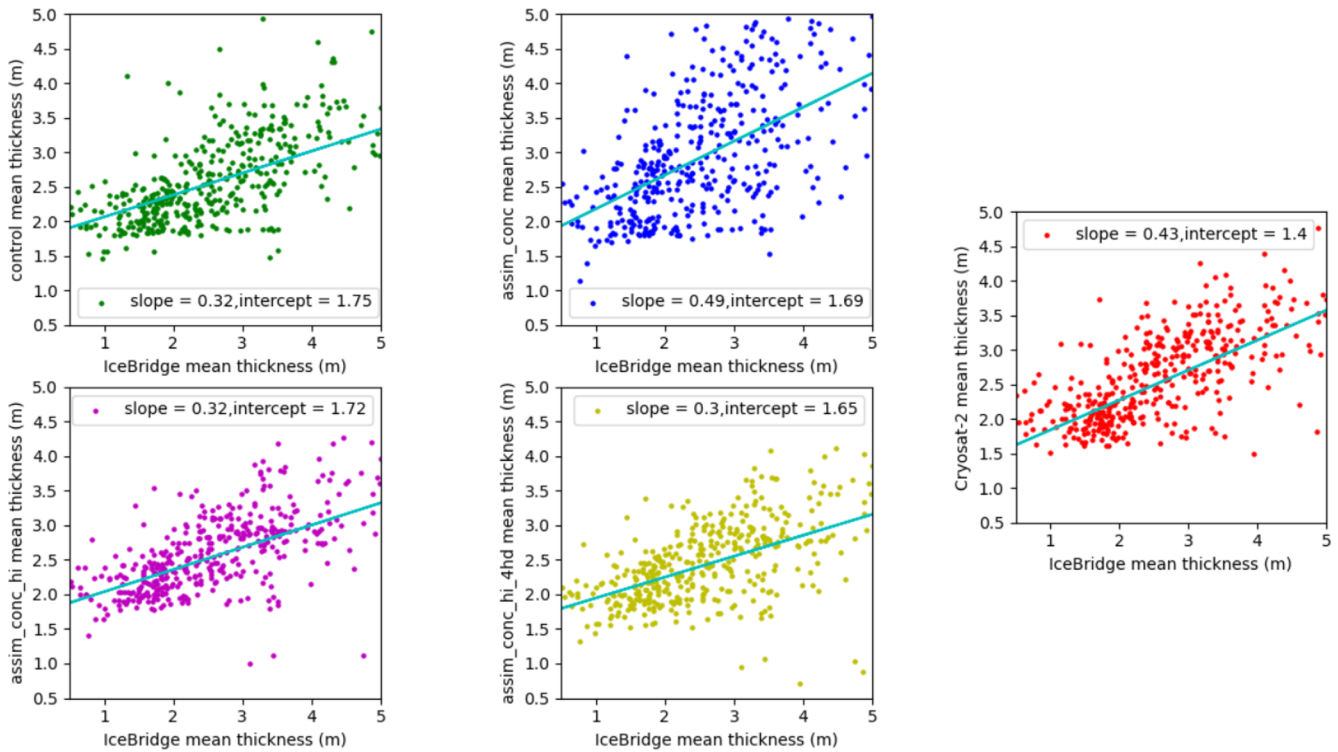 5.0
4.5
4.0
3.5
3.0
2.5
2.0
1.5
1.0
0.5
control mean thickness (m)
slope = 0.32,intercept = 1.75
1 2 3 4 5
IceBridge mean thickness (m)
5.0
4.5
4.0
3.5
3.0
2.5
2.0
1.5
1.0
0.5
assim_conc mean thickness (m)
slope = 0.49,intercept = 1.69
1 2 3 4 5
IceBridge mean thickness (m)
5.0
4.5
4.0
3.5
3.0
2.5
2.0
1.5
1.0
0.5
Cryosat-2 mean thickness (m)
slope = 0.43,intercept = 1.4
1 2 3 4 5
IceBridge mean thickness (m)
5.0
4.5
4.0
3.5
3.0
2.5
2.0
1.5
1.0
0.5
assim_conc_hi mean thickness (m)
slope = 0.32,intercept = 1.72
1 2 3 4 5
IceBridge mean thickness (m)
5.0
4.5
4.0
3.5
3.0
2.5
2.0
1.5
1.0
0.5
assim_conc_hi_4hd mean thickness (m)
slope = 0.3,intercept = 1.65
1 2 3 4 5
IceBridge mean thickness (m)